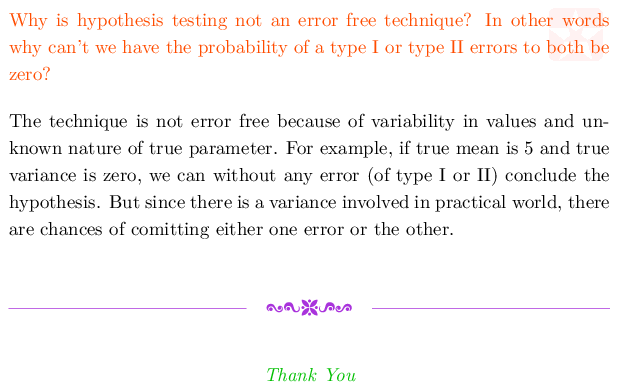 Why is hypothesis testing not an error free technique? In other words
why can't we have the probability of a type I or type II errors to both be
zero?
The technique is not error free because of variability in values and un-
known nature of true parameter. For example, if true mean is 5 and true
variance is zero, we can without any error (of type I or II) conclude the
hypothesis. But since there is a variance involved in practical world, there
are chances of comitting either one error or the other.
Thank You